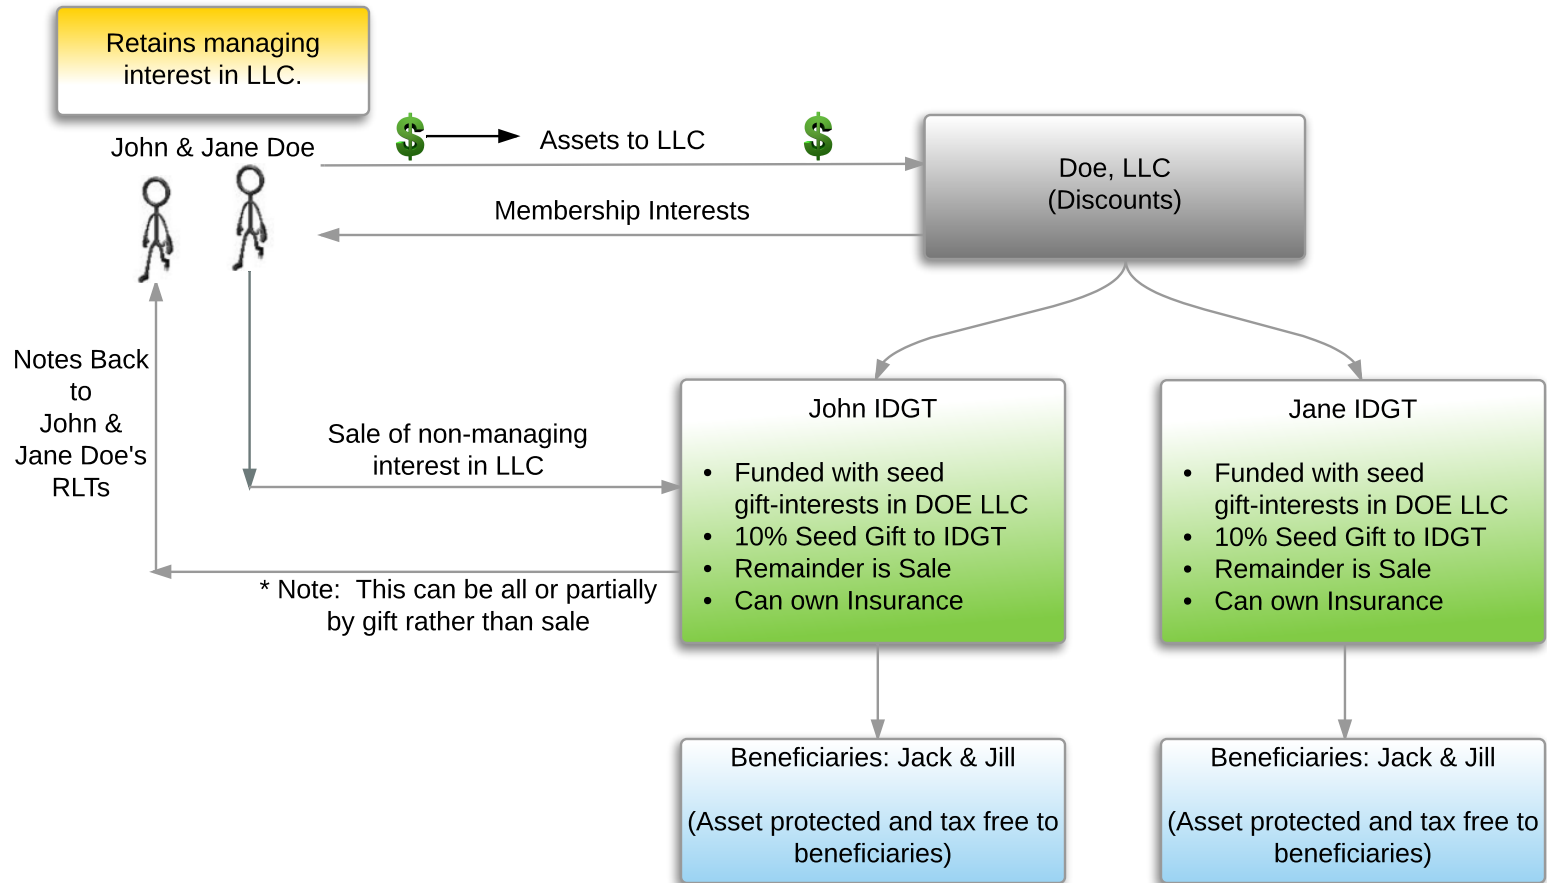 Retains managing
interest in LLC.
John & Jane Doe
$
Assets to LLC
$
Membership Interests
Doe, LLC
(Discounts)
Notes Back
to
John &
Jane Doe's
RLTs
Sale of non-managing
interest in LLC
* Note:  This can be all or partially
by gift rather than sale
John IDGT
• Funded with seed
gift-interests in DOE LLC
• 10% Seed Gift to IDGT
• Remainder is Sale
• Can own Insurance
Jane IDGT
• Funded with seed
gift-interests in DOE LLC
• 10% Seed Gift to IDGT
• Remainder is Sale
• Can own Insurance
Beneficiaries: Jack & Jill
(Asset protected and tax free to
beneficiaries)
Beneficiaries: Jack & Jill
(Asset protected and tax free to
beneficiaries)